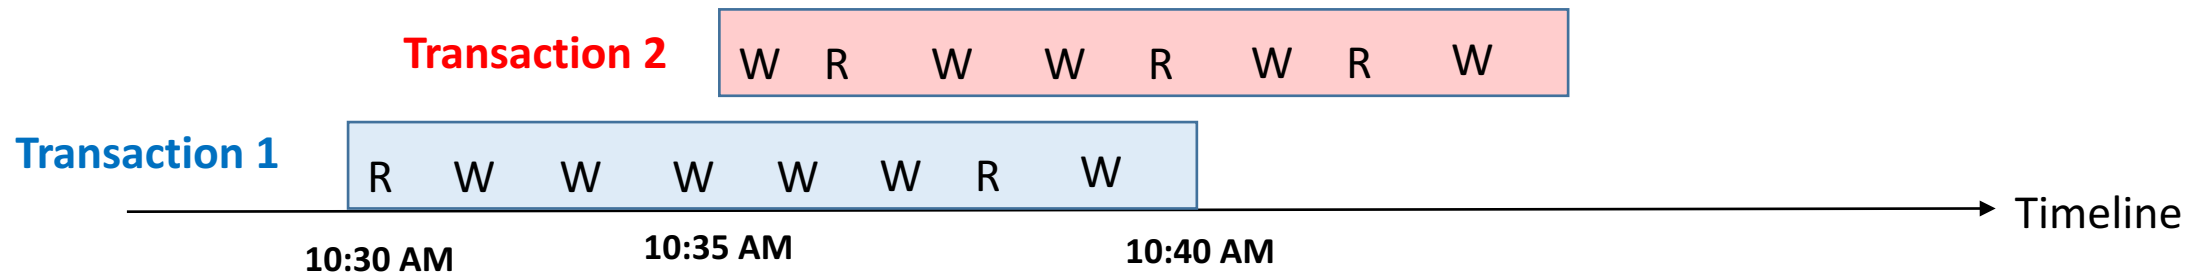 Transaction 2
W R W W R W R W
Transaction 1
R W W W W W R W
Timeline
10:30 AM
10:35 AM
10:40 AM